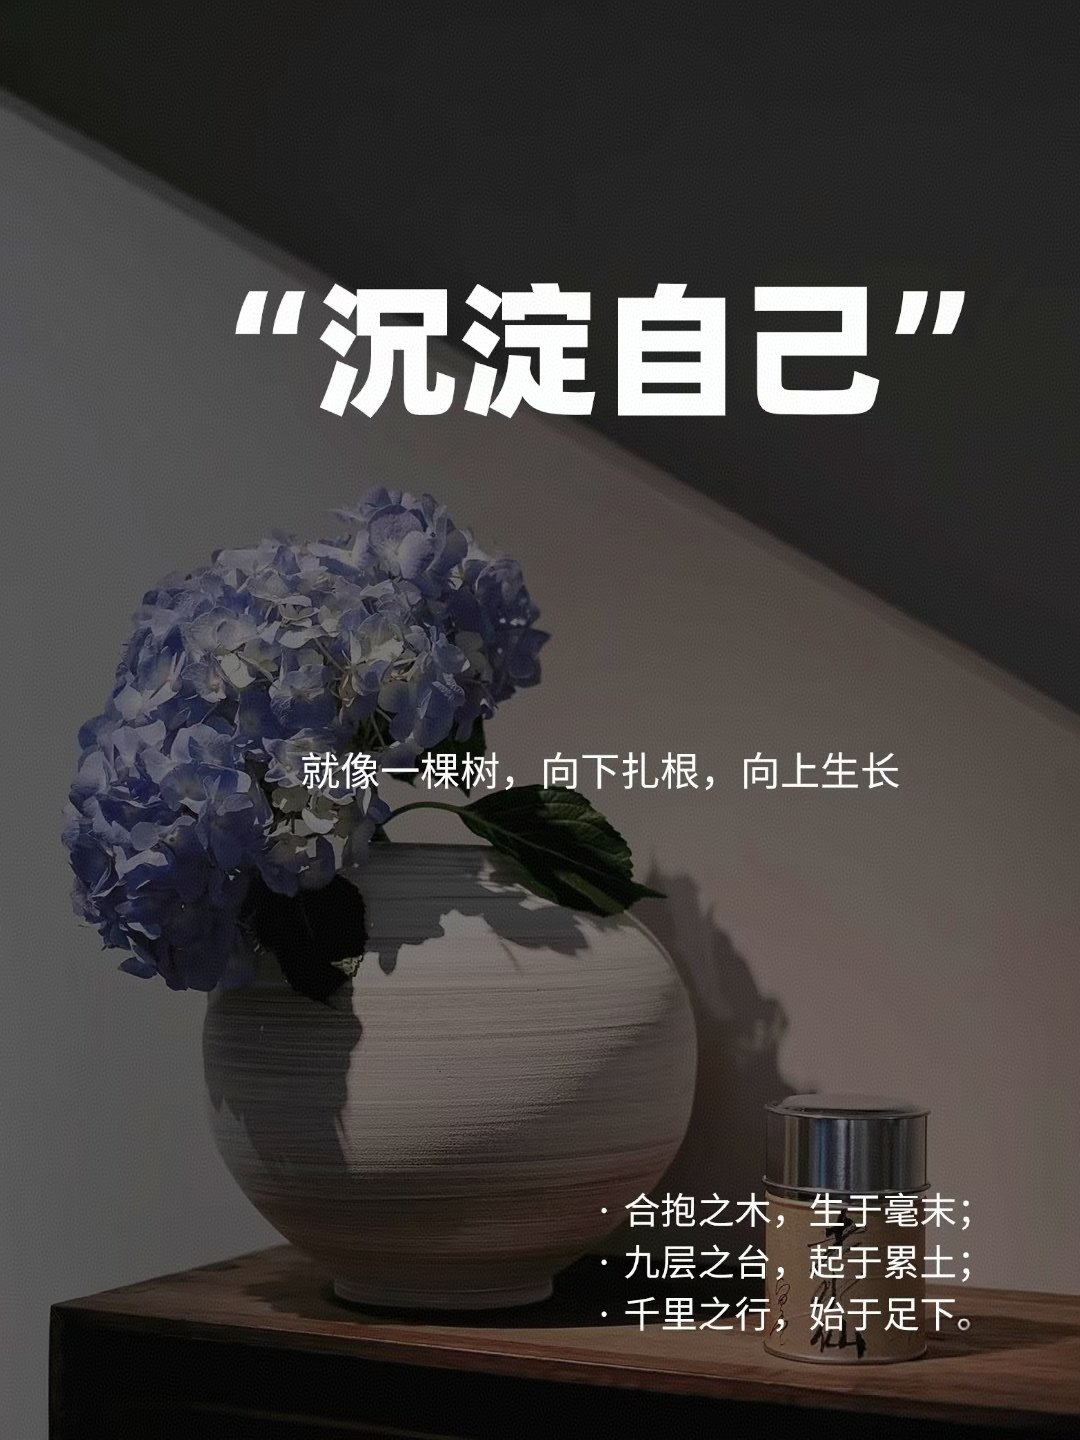 “沉淀自己”
就像一棵树，向下扎根，向上生长
· 合抱之木，生于毫末；
· 九层之台，起于累土；
· 千里之行，始于足下。